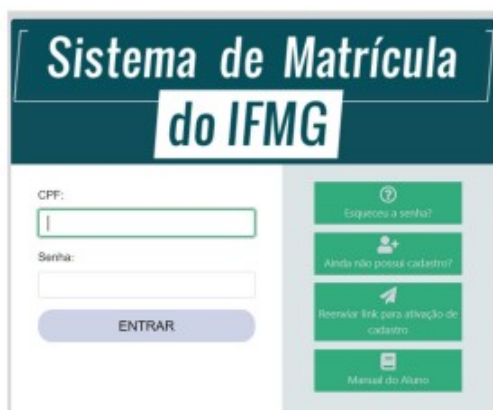 Sistema de Matrícula
do IFMG
CPF:
Senha:
ENTRAR
Esqueceu a senha?
Ainda não possui cadastro?
Reenviar link para ativação de
cadastro
Manual do Aluno